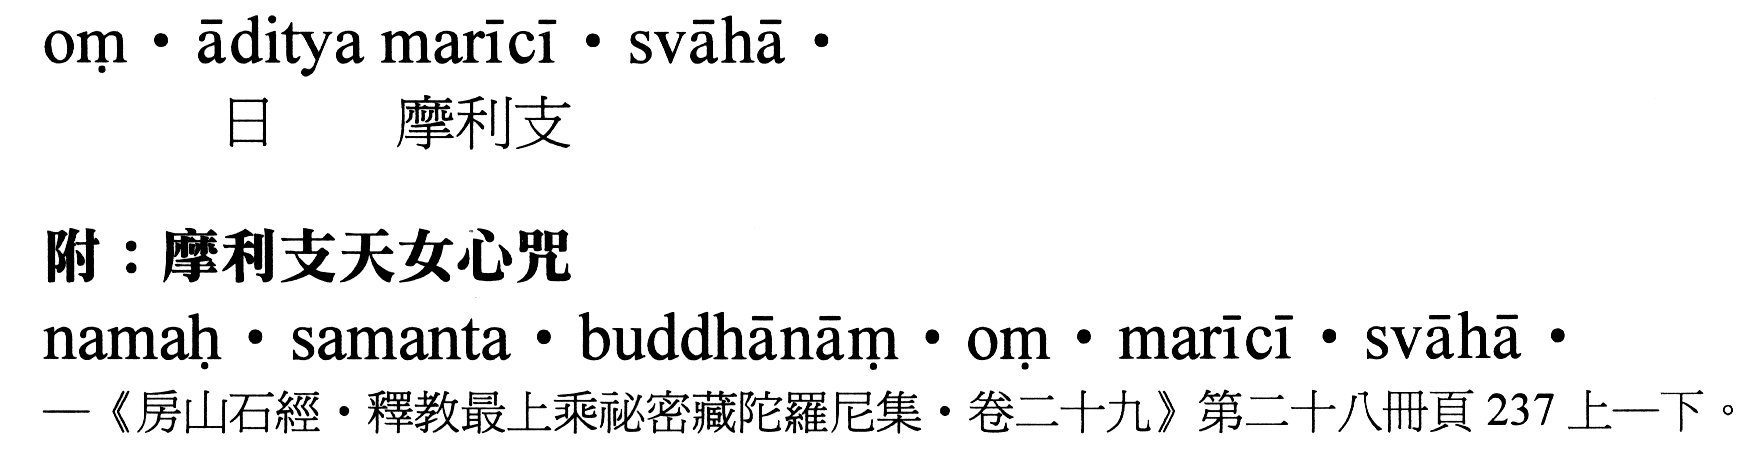 oṃ・āditya marīcī・svāhā・
日 摩利支
附：摩利支天女心咒
namaḥ・samanta・buddhānāṃ・oṃ・marīcī・svāhā・
—《房山石經・釋教最上乘祕密藏陀羅尼集・卷二十九》第二十八冊頁 237 上—下。